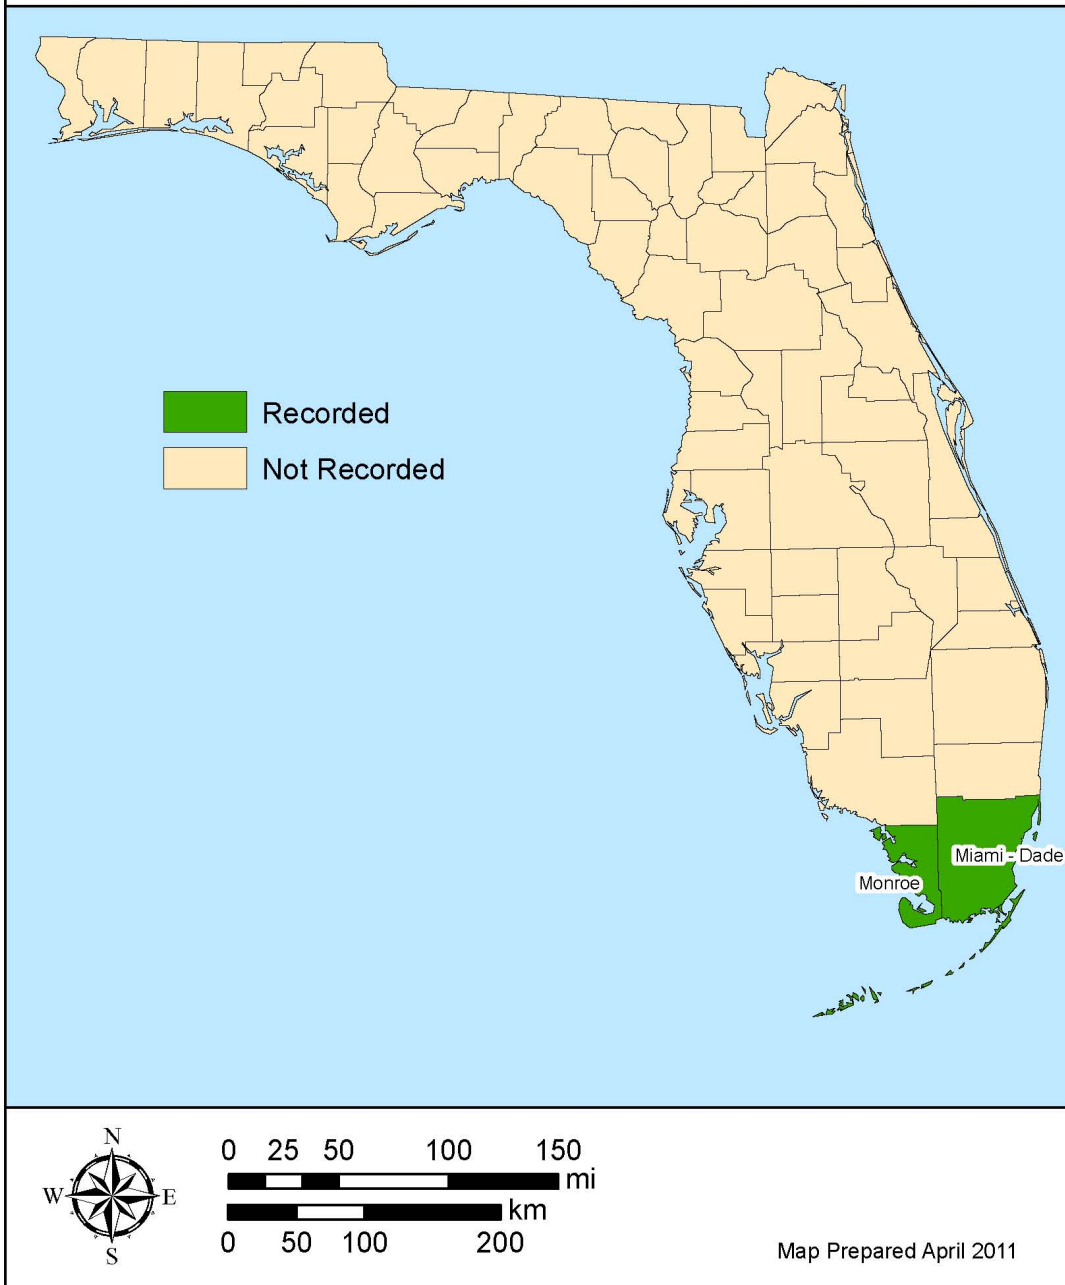 Recorded
Not Recorded
Miami - Dade
Monroe
N
W E
S
0 25 50 100 150
mi
km
0 50 100 200
Map Prepared April 2011